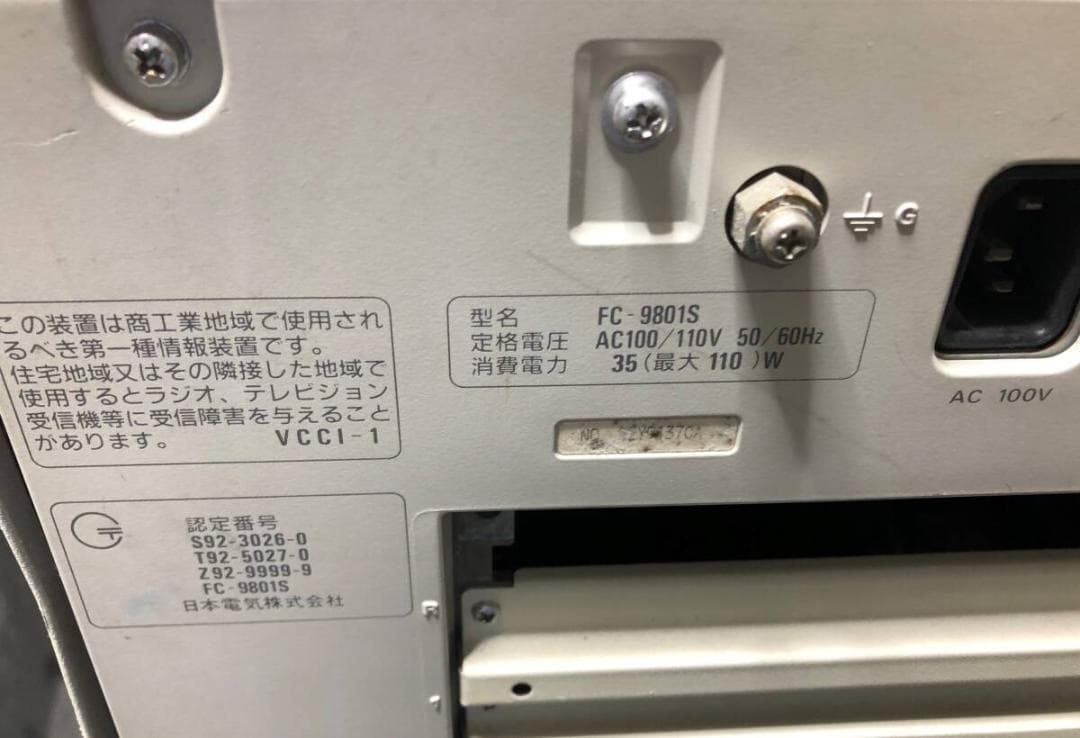 この装置は商工業地域で使用され
るべき第一種情報装置です。
住宅地域又はその隣接した地域で
使用するとラジオ、テレビジョン
受信機等に受信障害を与えること
があります。 VCCI-1
型名 FC-9801S
定格電圧 AC100/110V 50/60Hz
消費電力 35(最大 110 )W
G
AC 100V
NO
認定番号
S92-3026-0
T92-5027-0
Z92-9999-9
FC-9801S
日本電気株式会社
R